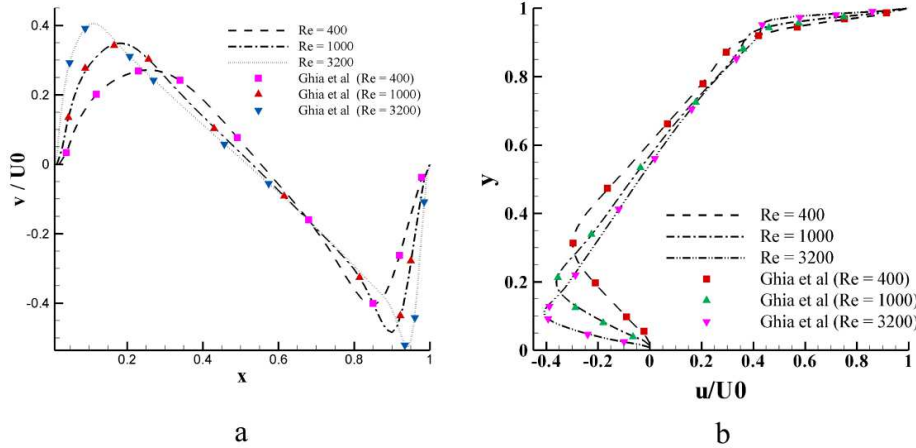 0.4
0.2
0
-0.2
-0.4
v / U0
0.2
0.4
0.6
0.8
1
x
Re = 400
Re = 1000
Re = 3200
Ghia et al (Re = 400)
Ghia et al (Re = 1000)
Ghia et al (Re = 3200)
a
1
0.8
0.6
0.4
0.2
0
y
-0.4
-0.2
0
0.2
0.4
0.6
0.8
1
u/U0
Re = 400
Re = 1000
Re = 3200
Ghia et al (Re = 400)
Ghia et al (Re = 1000)
Ghia et al (Re = 3200)
b